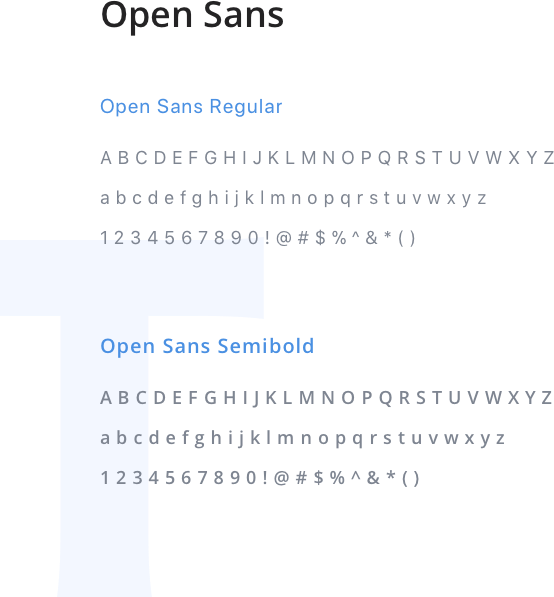 Open Sans
Open Sans Regular
A B C D E F G H I J K L M N O P Q R S T U V W X Y Z
a b c d e f g h i j k l m n o p q r s t u v w x y z
1 2 3 4 5 6 7 8 9 0 ! @ # $ % ^ & * ( )
Open Sans Semibold
A B C D E F G H I J K L M N O P Q R S T U V W X Y Z
a b c d e f g h i j k l m n o p q r s t u v w x y z
1 2 3 4 5 6 7 8 9 0 ! @ # $ % ^ & * ( )